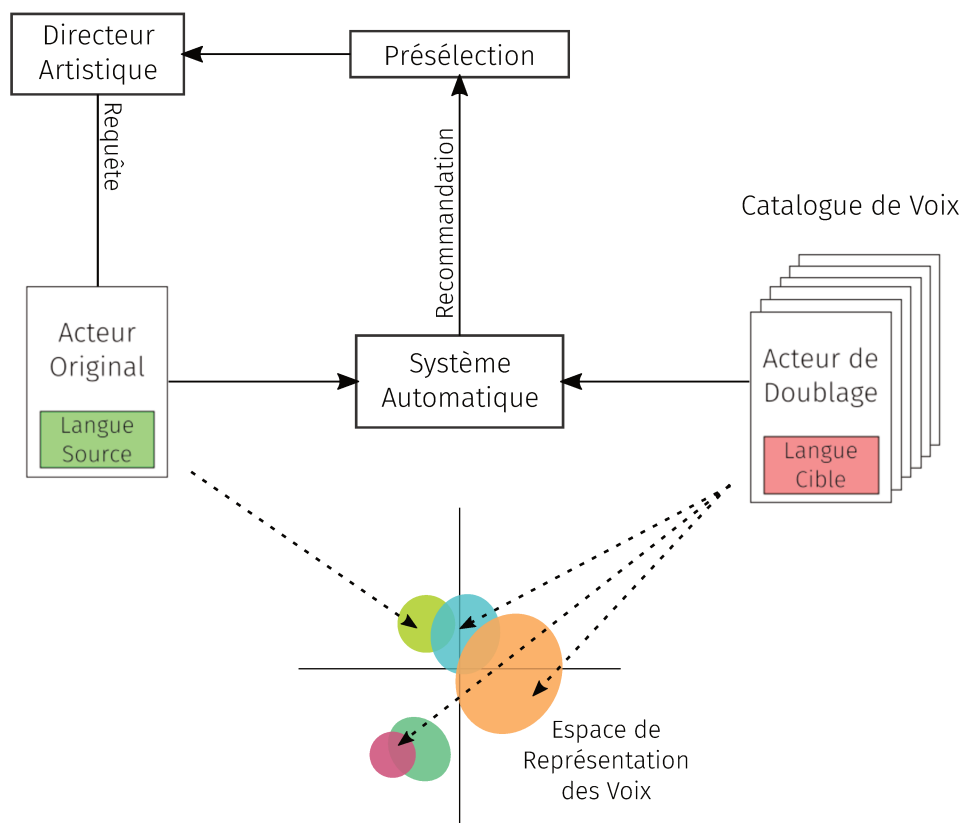 Directeur
Artistique
Présélection
Requête
Recommandation
Catalogue de Voix
Acteur
Original
Langue
Source
Système
Automatique
Acteur de
Doublage
Langue
Cible
Espace de
Représentation
des Voix